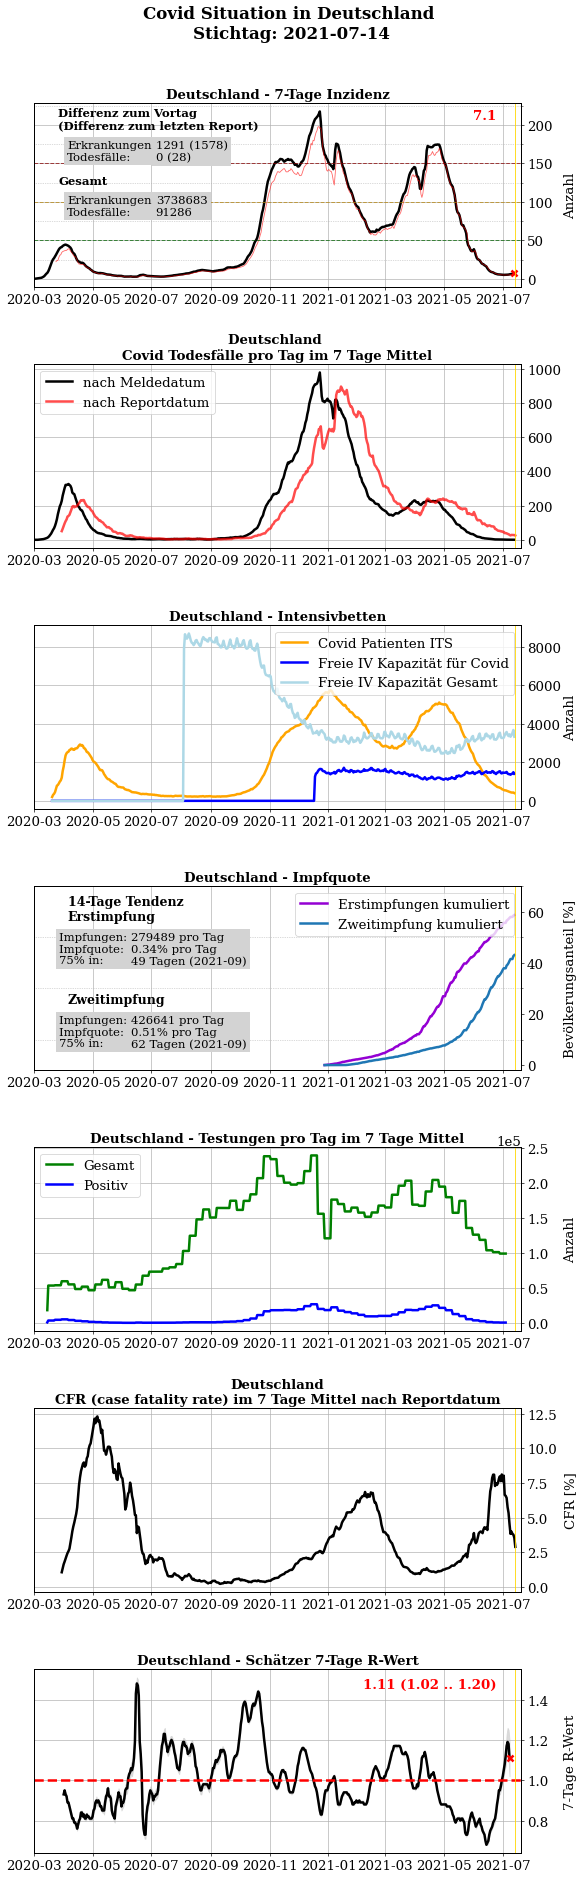 Covid Situation in Deutschland
Stichtag: 2021-07-14
Deutschland - 7-Tage Inzidenz
Differenz zum Vortag
(Differenz zum letzten Report)
Erkrankungen 1291 (1578)
Todesfälle: 0 (28)
Gesamt
Erkrankungen 3738683
Todesfälle: 91286
7.1
200
150
100
50
0
Anzahl
2020-03 2020-05 2020-07 2020-09 2020-11 2021-01 2021-03 2021-05 2021-07
Deutschland
Covid Todesfälle pro Tag im 7 Tage Mittel
nach Meldedatum
nach Reportdatum
1000
800
600
400
200
0
2020-03 2020-05 2020-07 2020-09 2020-11 2021-01 2021-03 2021-05 2021-07
Deutschland - Intensivbetten
Covid Patienten ITS
Freie IV Kapazität für Covid
Freie IV Kapazität Gesamt
8000
6000
4000
2000
0
Anzahl
2020-03 2020-05 2020-07 2020-09 2020-11 2021-01 2021-03 2021-05 2021-07
Deutschland - Impfquote
14-Tage Tendenz
Erstimpfung
Impfungen: 279489 pro Tag
Impfquote: 0.34% pro Tag
75% in: 49 Tagen (2021-09)
Zweitimpfung
Impfungen: 426641 pro Tag
Impfquote: 0.51% pro Tag
75% in: 62 Tagen (2021-09)
Erstimpfungen kumuliert
Zweitimpfung kumuliert
60
40
20
0
Bevölkerungsanteil [%]
2020-03 2020-05 2020-07 2020-09 2020-11 2021-01 2021-03 2021-05 2021-07
Deutschland - Testungen pro Tag im 7 Tage Mittel
1e5
Gesamt
Positiv
2.5
2.0
1.5
1.0
0.5
0.0
Anzahl
2020-03 2020-05 2020-07 2020-09 2020-11 2021-01 2021-03 2021-05 2021-07
Deutschland
CFR (case fatality rate) im 7 Tage Mittel nach Reportdatum
12.5
10.0
7.5
5.0
2.5
0.0
CFR [%]
2020-03 2020-05 2020-07 2020-09 2020-11 2021-01 2021-03 2021-05 2021-07
Deutschland - Schätzer 7-Tage R-Wert
1.11 (1.02 .. 1.20)
1.4
1.2
1.0
0.8
7-Tage R-Wert
2020-03 2020-05 2020-07 2020-09 2020-11 2021-01 2021-03 2021-05 2021-07